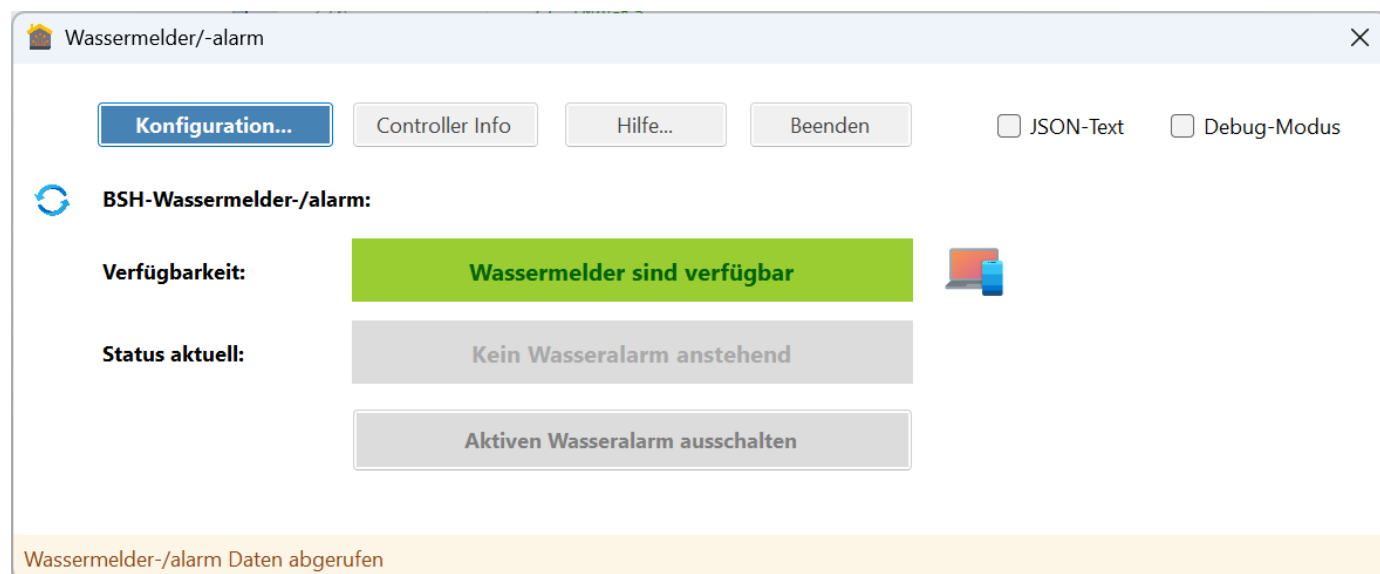 Wassermelder/-alarm
Konfiguration... Controller Info Hilfe... Beenden JSON-Text Debug-Modus
BSH-Wassermelder-/alarm:
Verfügbarkeit: Wassermelder sind verfügbar
Status aktuell: Kein Wasseralarm anstehend
Aktiven Wasseralarm ausschalten
Wassermelder-/alarm Daten abgerufen